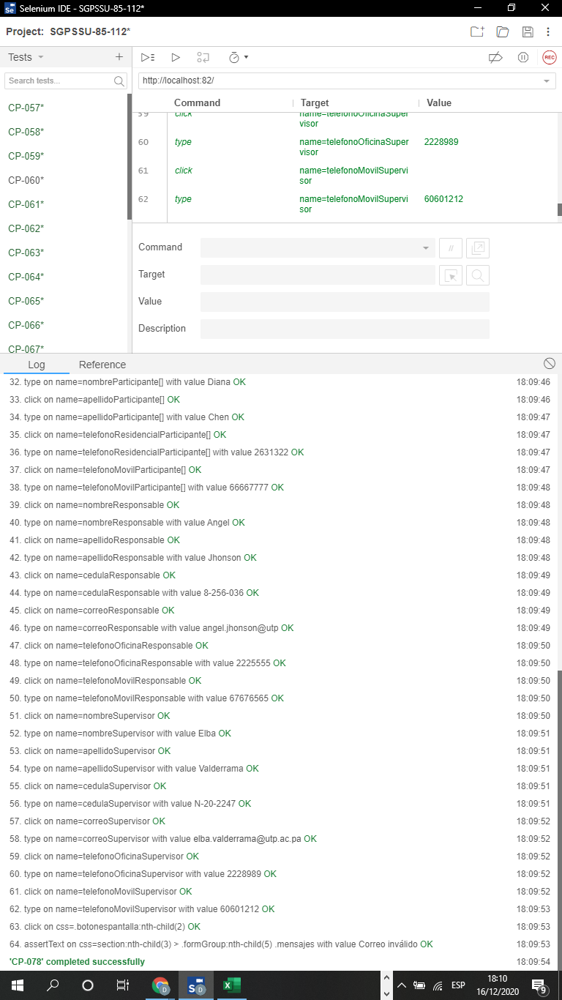 Selenium IDE - SGPSSU-85-112*
Project: SGPSSU-85-112*
Tests
Search tests...
http://localhost:82/
REC
Command Target Value
CP-057*
CP-058*
CP-059*
CP-060*
CP-061*
CP-062*
CP-063*
CP-064*
CP-065*
CP-066*
CP-067*
59 click name=telefonoOficinaSuper
visor
60 type name=telefonoOficinaSuper 2228989
visor
61 click name=telefonoMovilSupervi
sor
62 type name=telefonoMovilSupervi 60601212
sor
Command //
Target
Value
Description
Log Reference
32. type on name=nombreParticipante[] with value Diana OK 18:09:46
33. click on name=apellidoParticipante[] OK 18:09:46
34. type on name=apellidoParticipante[] with value Chen OK 18:09:47
35. click on name=telefonoResidencialParticipante[] OK 18:09:47
36. type on name=telefonoResidencialParticipante[] with value 2631322 OK 18:09:47
37. click on name=telefonoMovilParticipante[] OK 18:09:47
38. type on name=telefonoMovilParticipante[] with value 66667777 OK 18:09:48
39. click on name=nombreResponsable OK 18:09:48
40. type on name=nombreResponsable with value Angel OK 18:09:48
41. click on name=apellidoResponsable OK 18:09:48
42. type on name=apellidoResponsable with value Jhonson OK 18:09:48
43. click on name=cedulaResponsable OK 18:09:49
44. type on name=cedulaResponsable with value 8-256-036 OK 18:09:49
45. click on name=correoResponsable OK 18:09:49
46. type on name=correoResponsable with value angel.jhonson@utp OK 18:09:49
47. click on name=telefonoOficinaResponsable OK 18:09:50
48. type on name=telefonoOficinaResponsable with value 2225555 OK 18:09:50
49. click on name=telefonoMovilResponsable OK 18:09:50
50. type on name=telefonoMovilResponsable with value 67676565 OK 18:09:50
51. click on name=nombreSupervisor OK 18:09:50
52. type on name=nombreSupervisor with value Elba OK 18:09:51
53. click on name=apellidoSupervisor OK 18:09:51
54. type on name=apellidoSupervisor with value Valderrama OK 18:09:51
55. click on name=cedulaSupervisor OK 18:09:51
56. type on name=cedulaSupervisor with value N-20-2247 OK 18:09:51
57. click on name=correoSupervisor OK 18:09:52
58. type on name=correoSupervisor with value elba.valderrama@utp.ac.pa OK 18:09:52
59. click on name=telefonoOficinaSupervisor OK 18:09:52
60. type on name=telefonoOficinaSupervisor with value 2228989 OK 18:09:52
61. click on name=telefonoMovilSupervisor OK 18:09:52
62. type on name=telefonoMovilSupervisor with value 60601212 OK 18:09:53
63. click on css=.botonespantalla:nth-child(2) OK 18:09:53
64. assertText on css=section:nth-child(3) > .formGroup:nth-child(5) .mensajes with value Correo inválido OK 18:09:53
'CP-078' completed successfully 18:09:54
ESP 18:10
16/12/2020 9